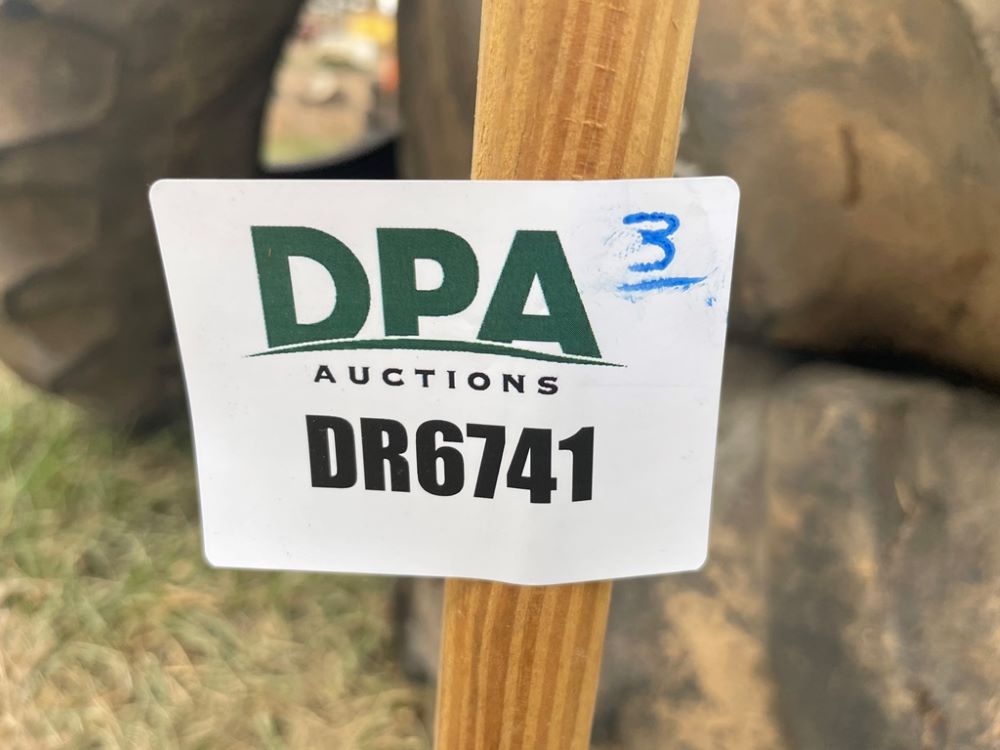 DPA
3
AUCTIONS
DR6741